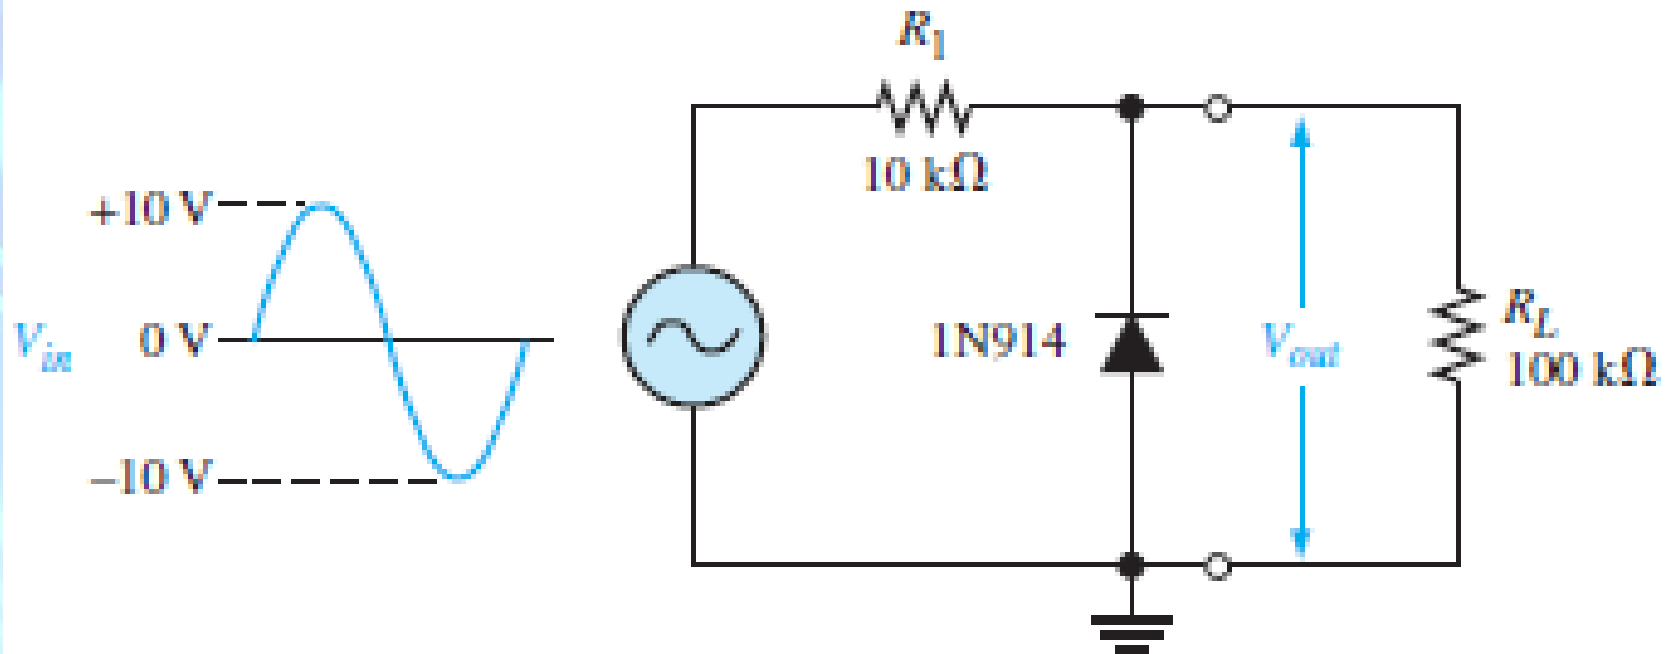 R1
10 kΩ
+10 V
Vin
0 V
−10 V
1N914
Vout
RL
100 kΩ